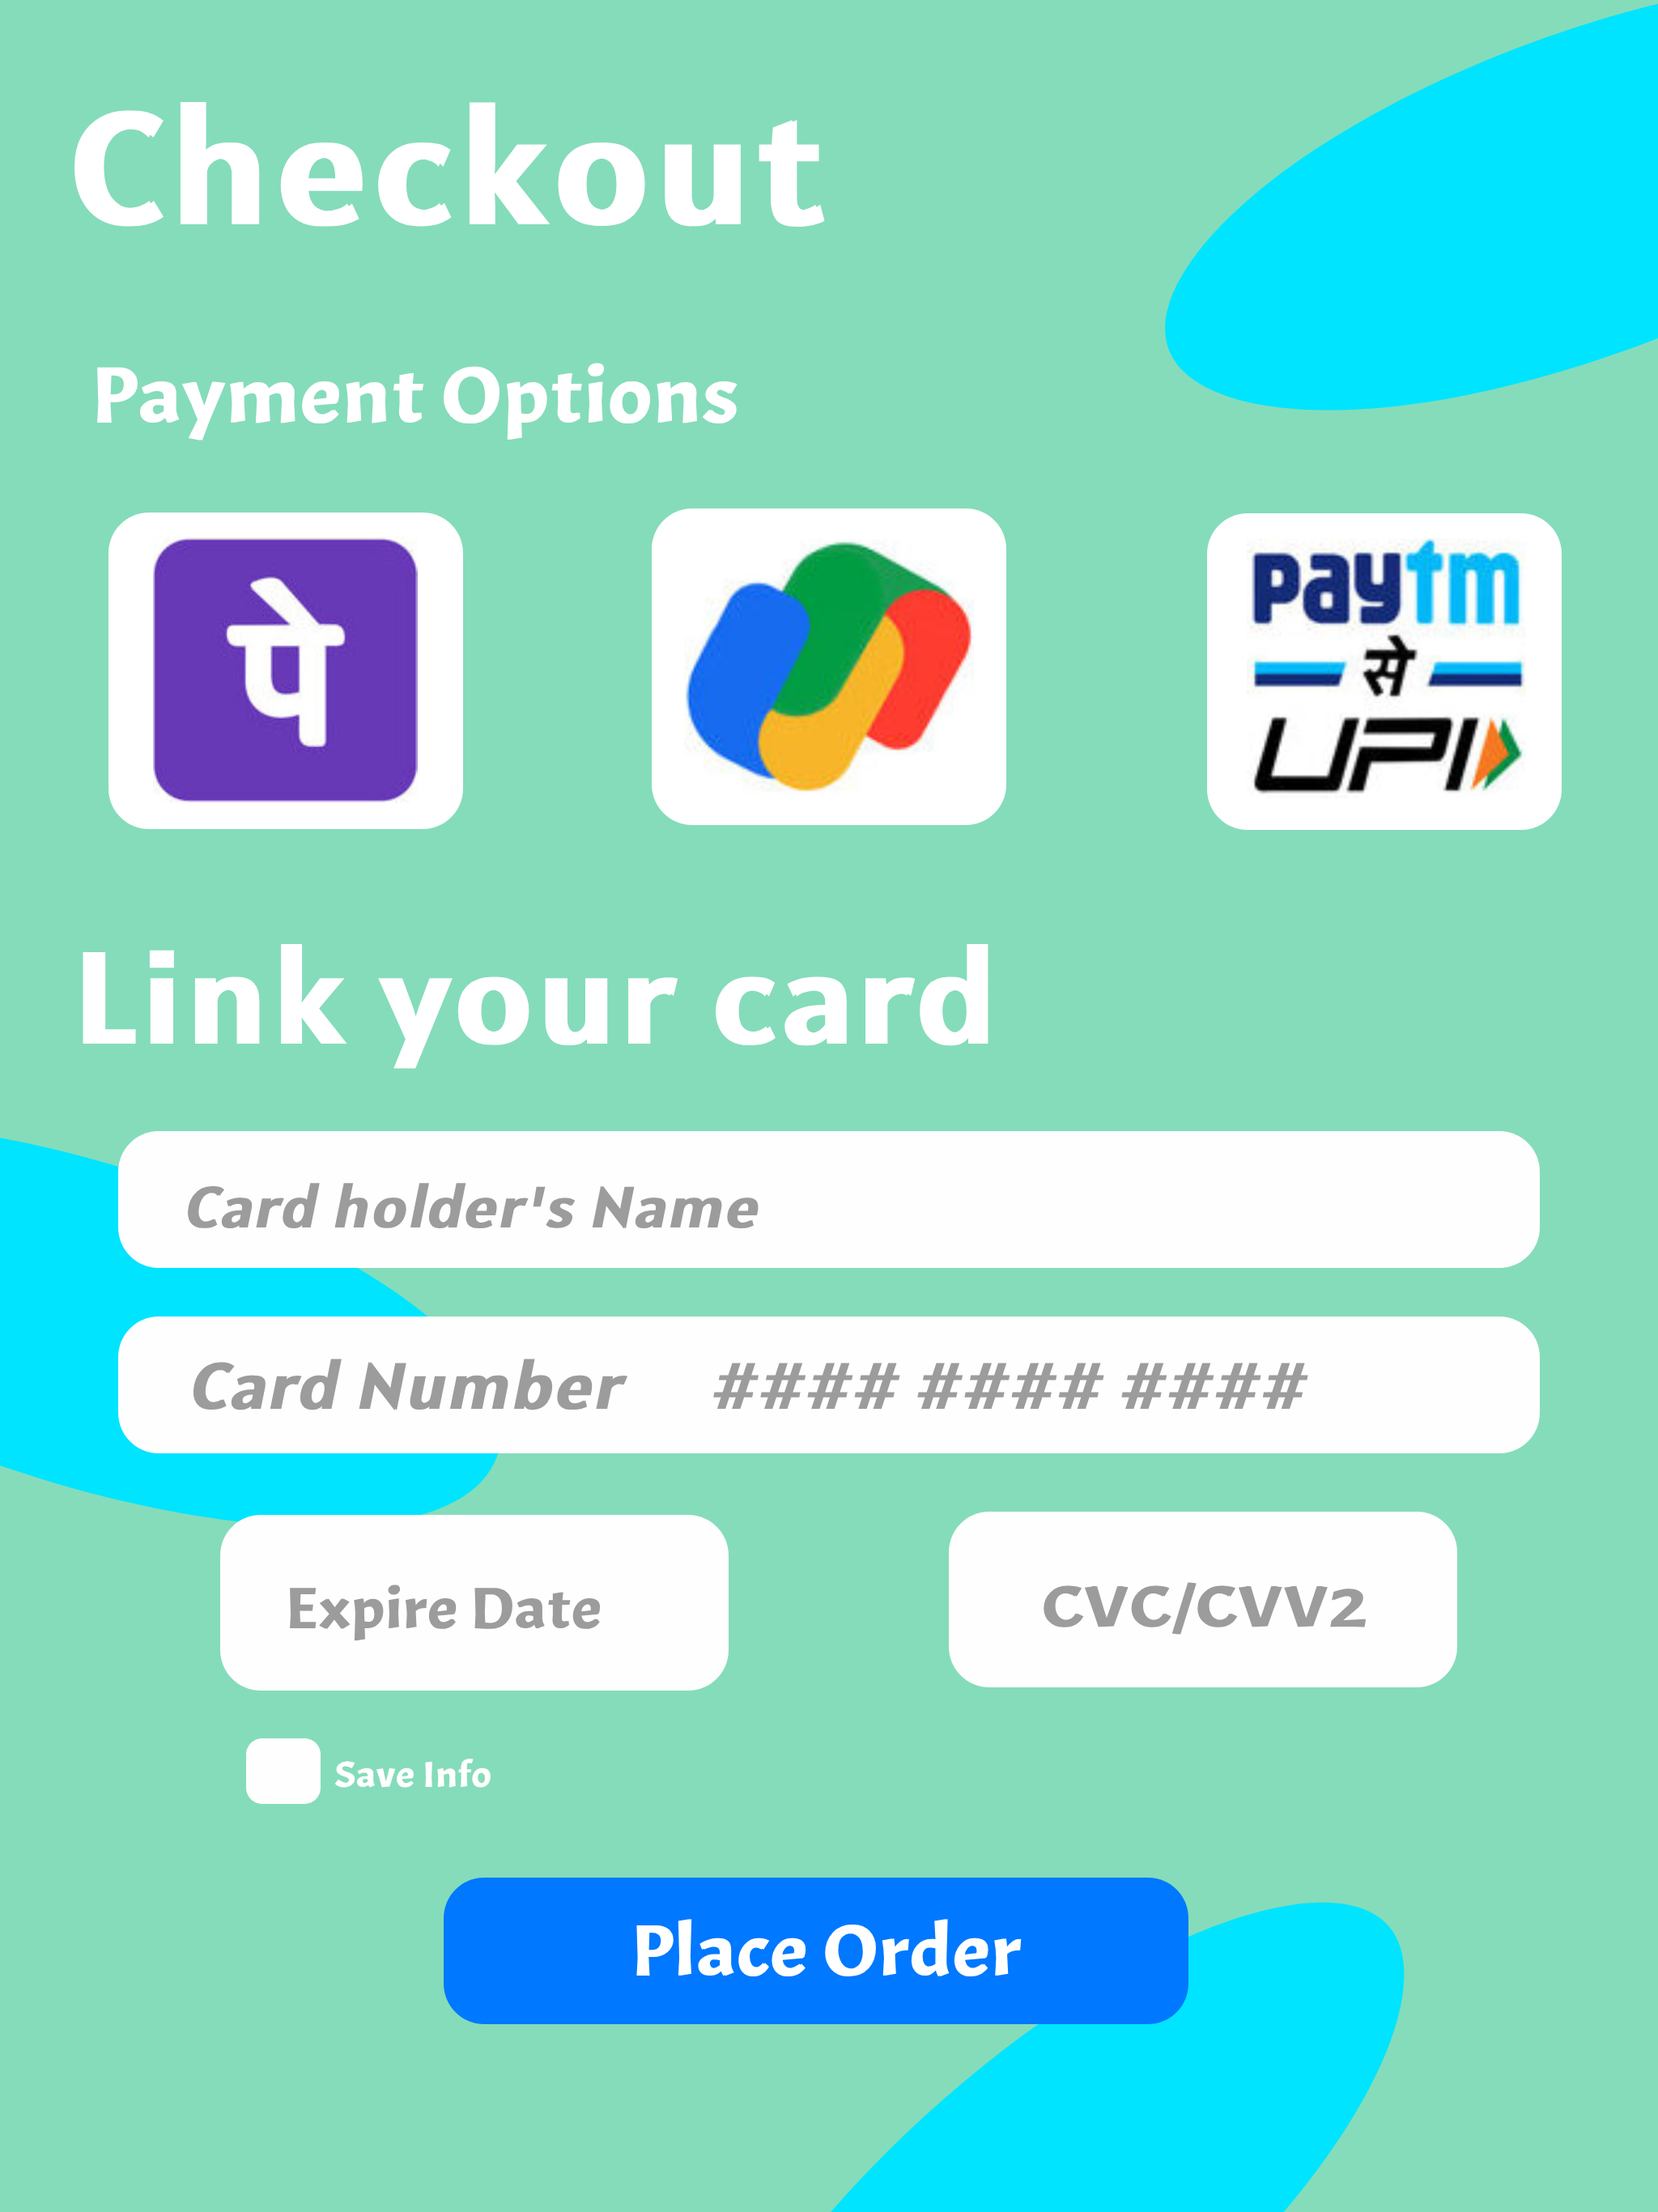 Checkout
Payment Options
पे
paytm
से
UPI
Link your card
Card holder's Name
Card Number #### #### ####
Expire Date
CVC/CVV2
Save Info
Place Order